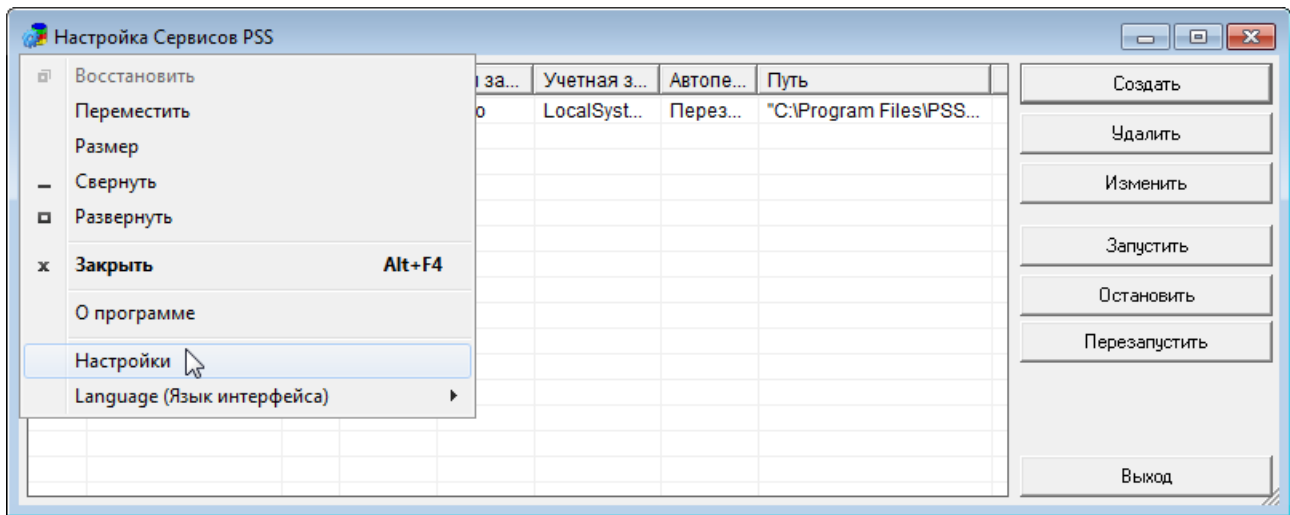 Настройка Сервисов PSS
за... Учетная з... Автопе... Путь
о LocalSyst... Перез... "C:\Program Files\PSS...
Восстановить
Переместить
Размер
Свернуть
Развернуть
Закрыть Alt+F4
О программе
Настройки
Language (Язык интерфейса)
Создать
Удалить
Изменить
Запустить
Остановить
Перезапустить
Выход